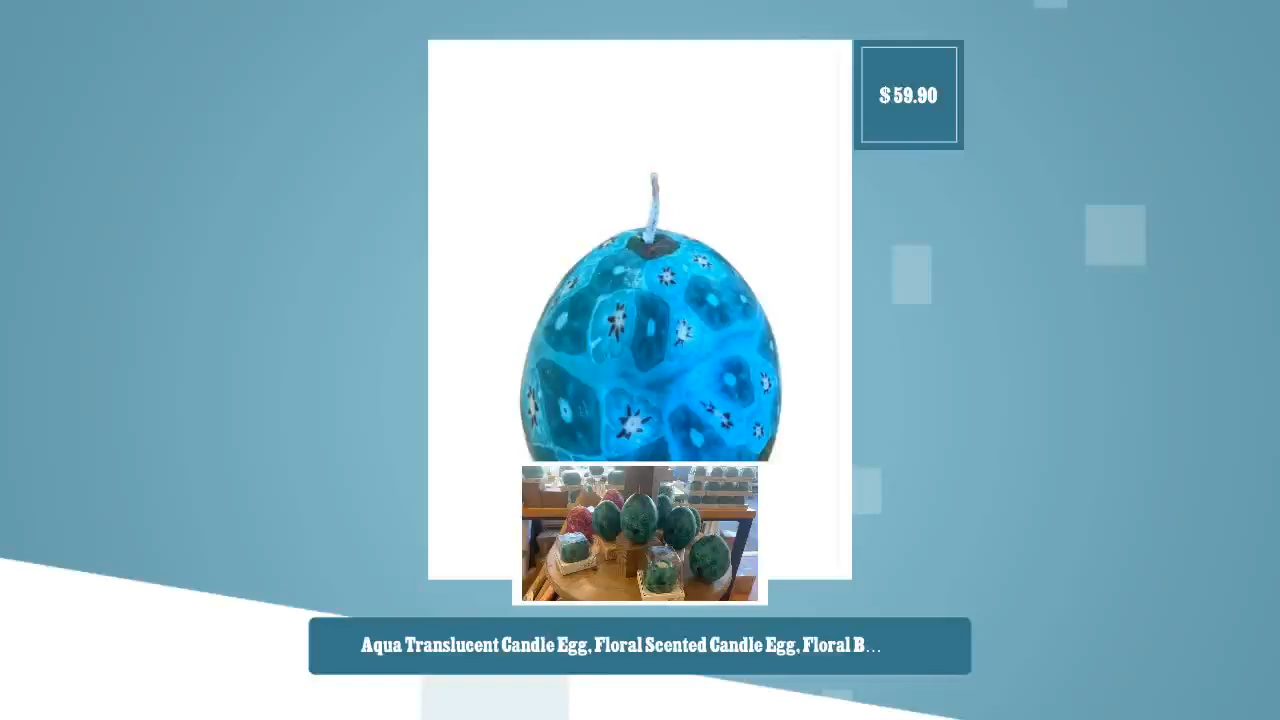 $ 59.90
Aqua Translucent Candle Egg, Floral Scented Candle Egg, Floral B...